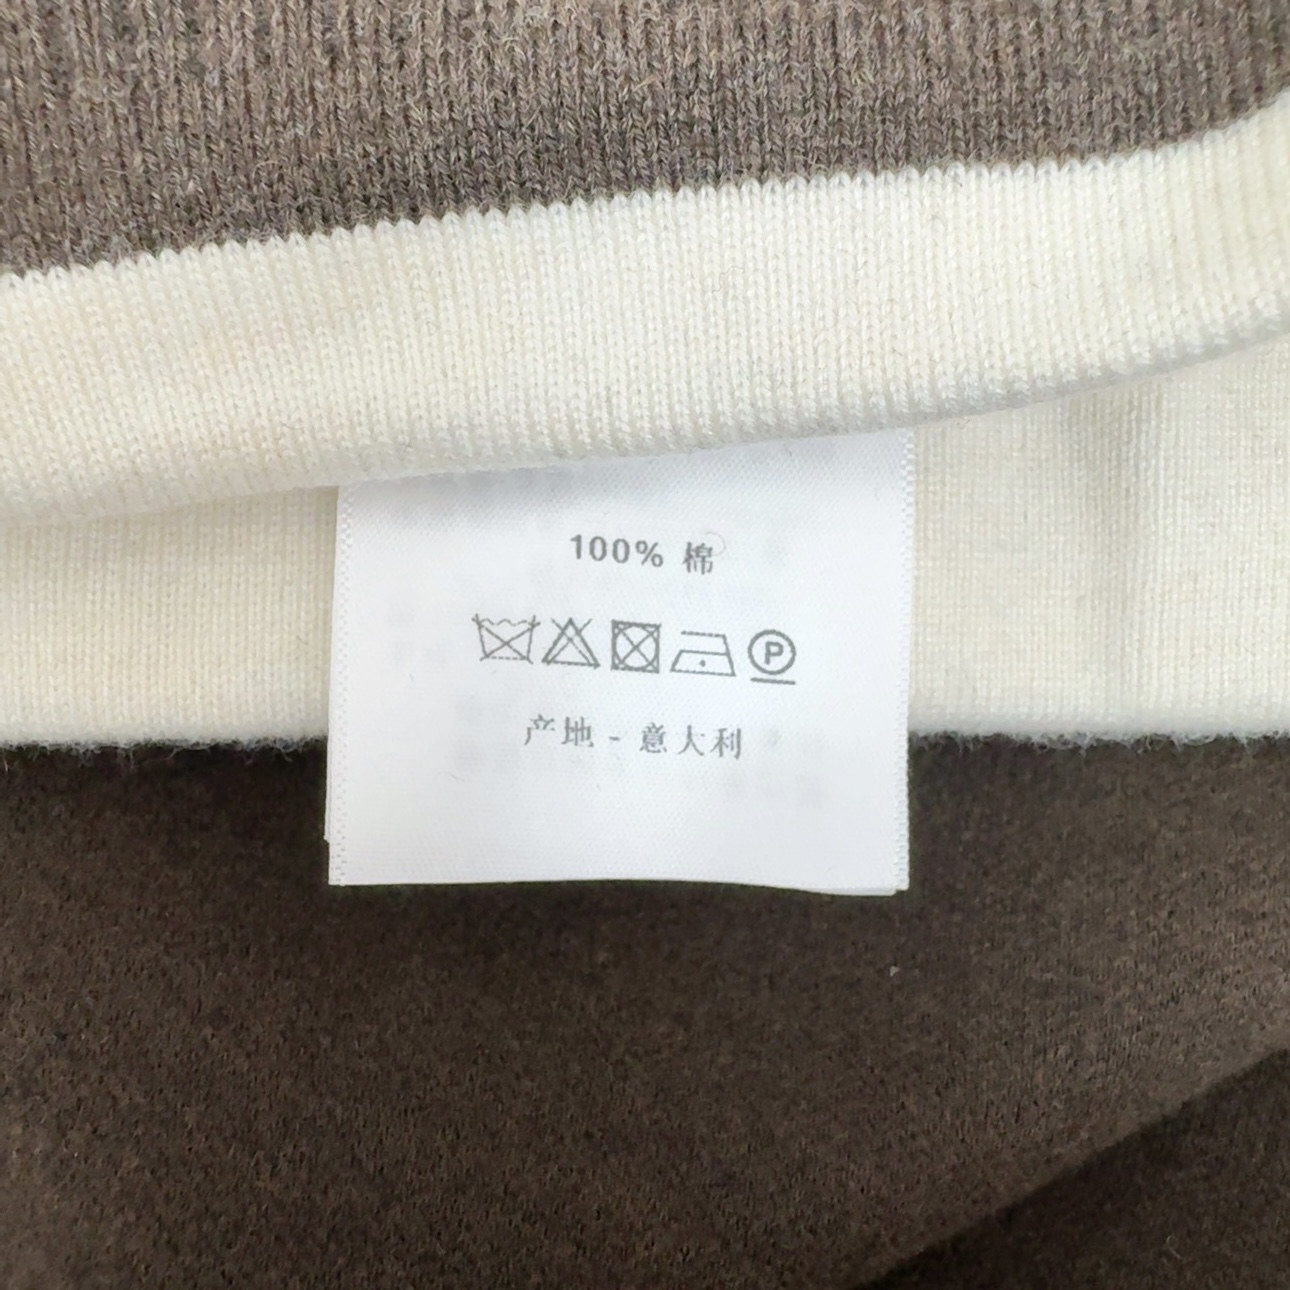 100% 棉
P
产地 - 意大利